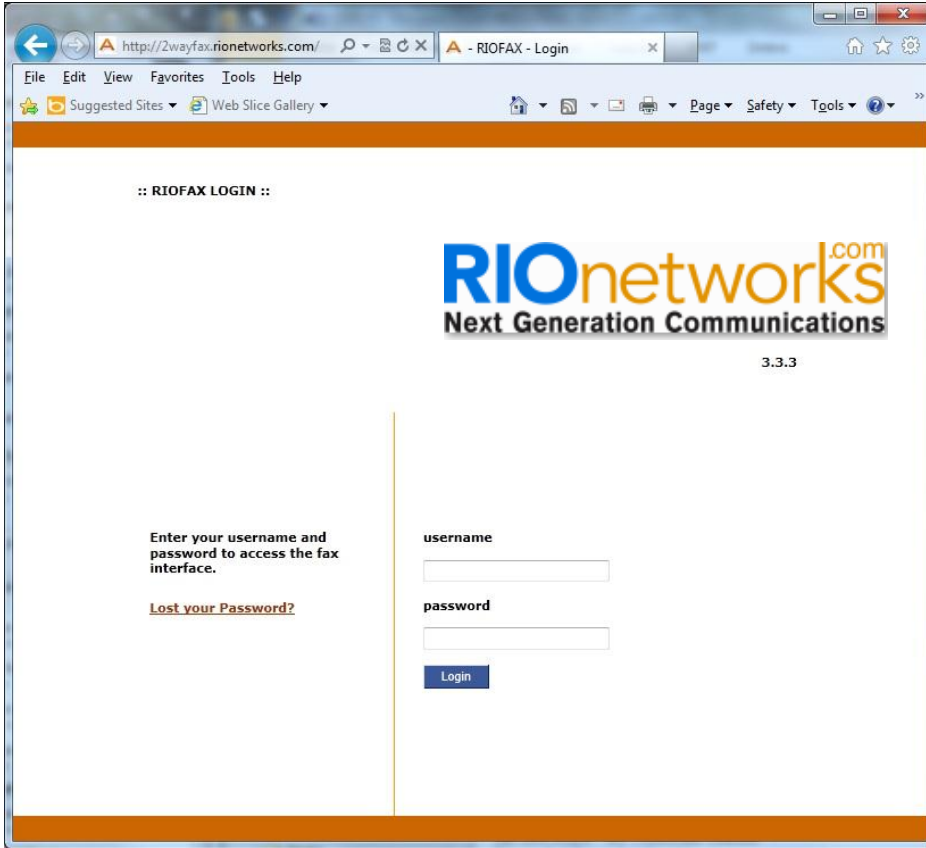 http://2wayfax.rionetworks.com/
- RIOFAX - Login
File Edit View Favorites Tools Help
Suggested Sites Web Slice Gallery Page Safety Tools
:: RIOFAX LOGIN ::
RIOnetworks.com
Next Generation Communications
3.3.3
Enter your username and
password to access the fax
interface.
Lost your Password?
username
password
Login